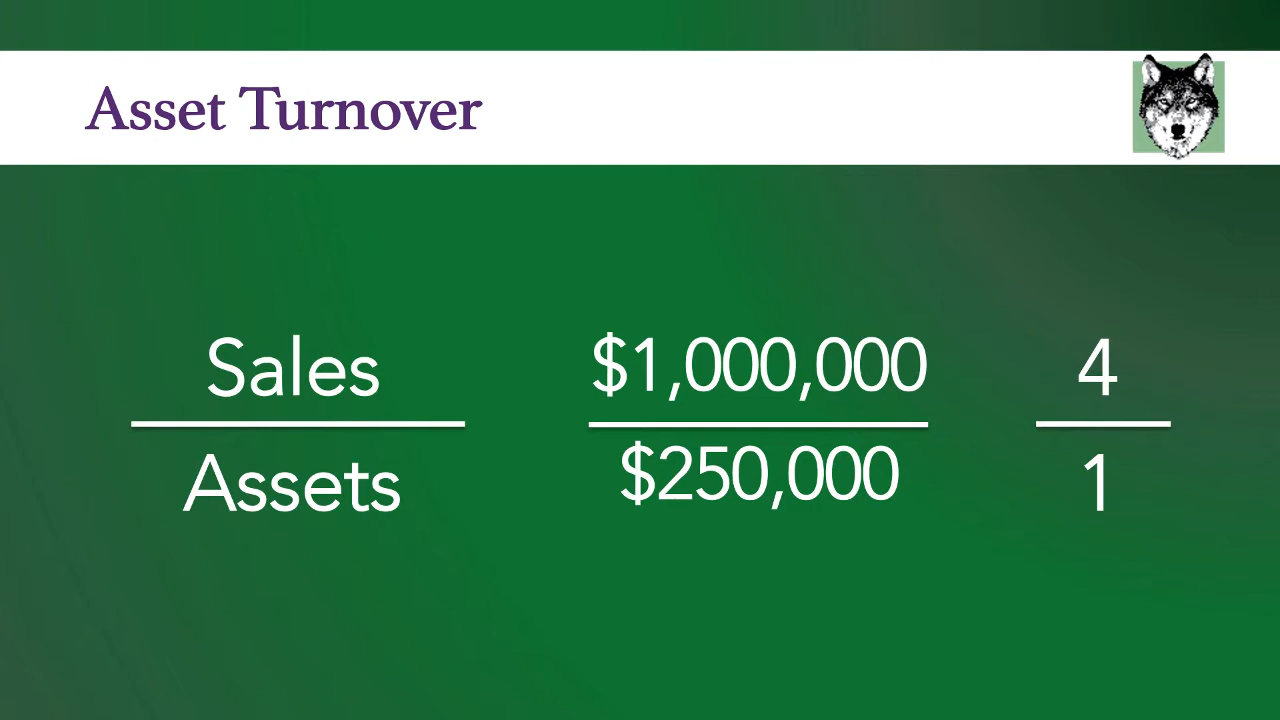 Asset Turnover
Sales
Assets
$1,000,000
$250,000
4
1